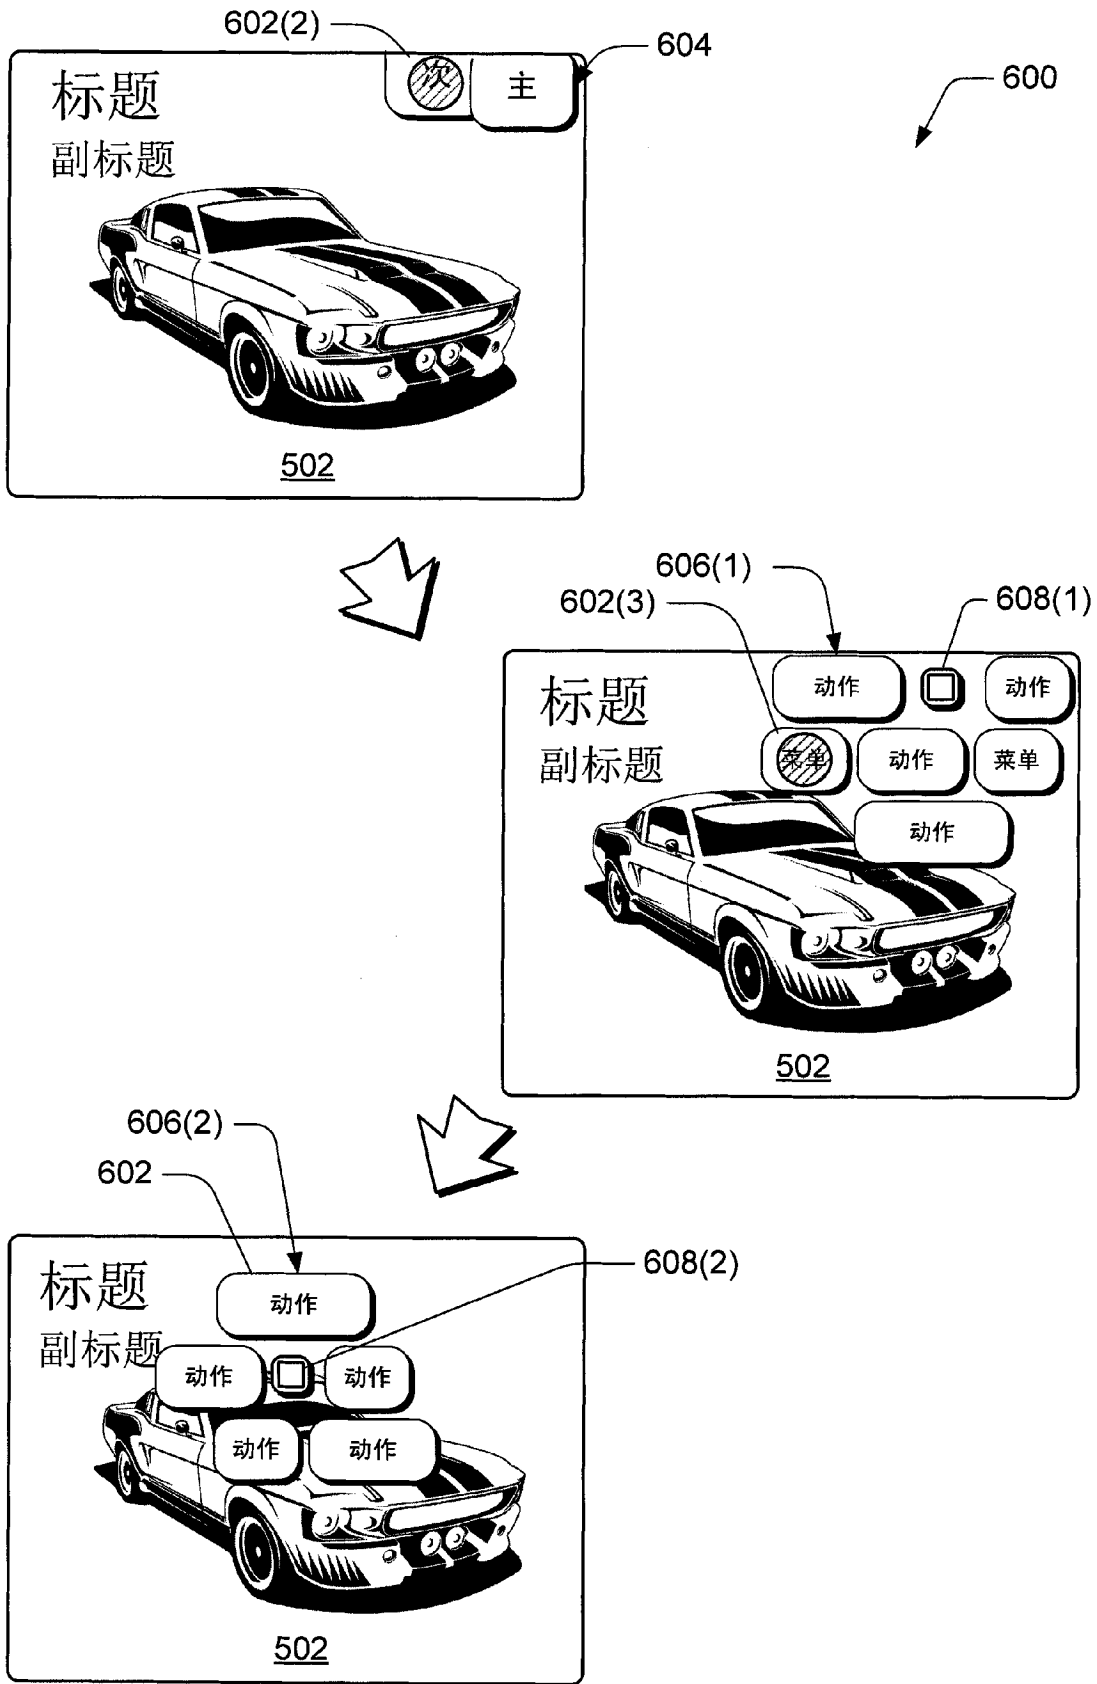 602(2)
604
600
标题
次
主
副标题
502
606(1)
602(3)
608(1)
标题
动作
动作
副标题
菜单
动作
菜单
动作
502
606(2)
602
608(2)
标题
动作
副标题
动作
动作
动作
动作
502